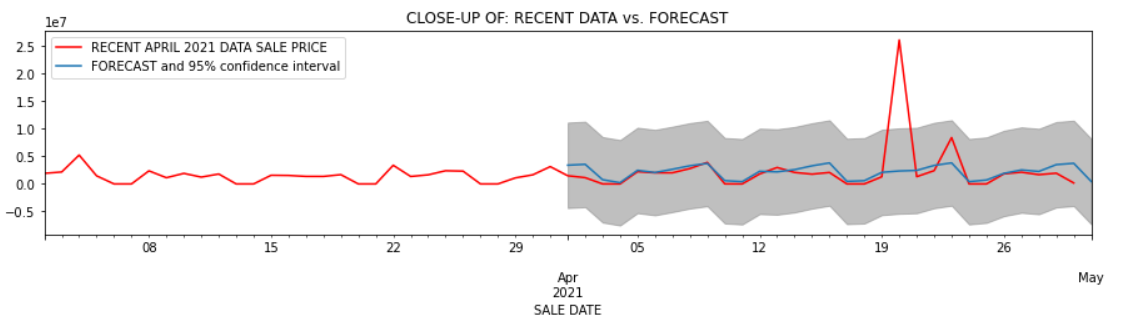 CLOSE-UP OF: RECENT DATA vs. FORECAST
1e7
2.5
2.0
1.5
1.0
0.5
0.0
−0.5
RECENT APRIL 2021 DATA SALE PRICE
FORECAST and 95% confidence interval
08 15 22 29 05 12 19 26
Apr May
2021
SALE DATE